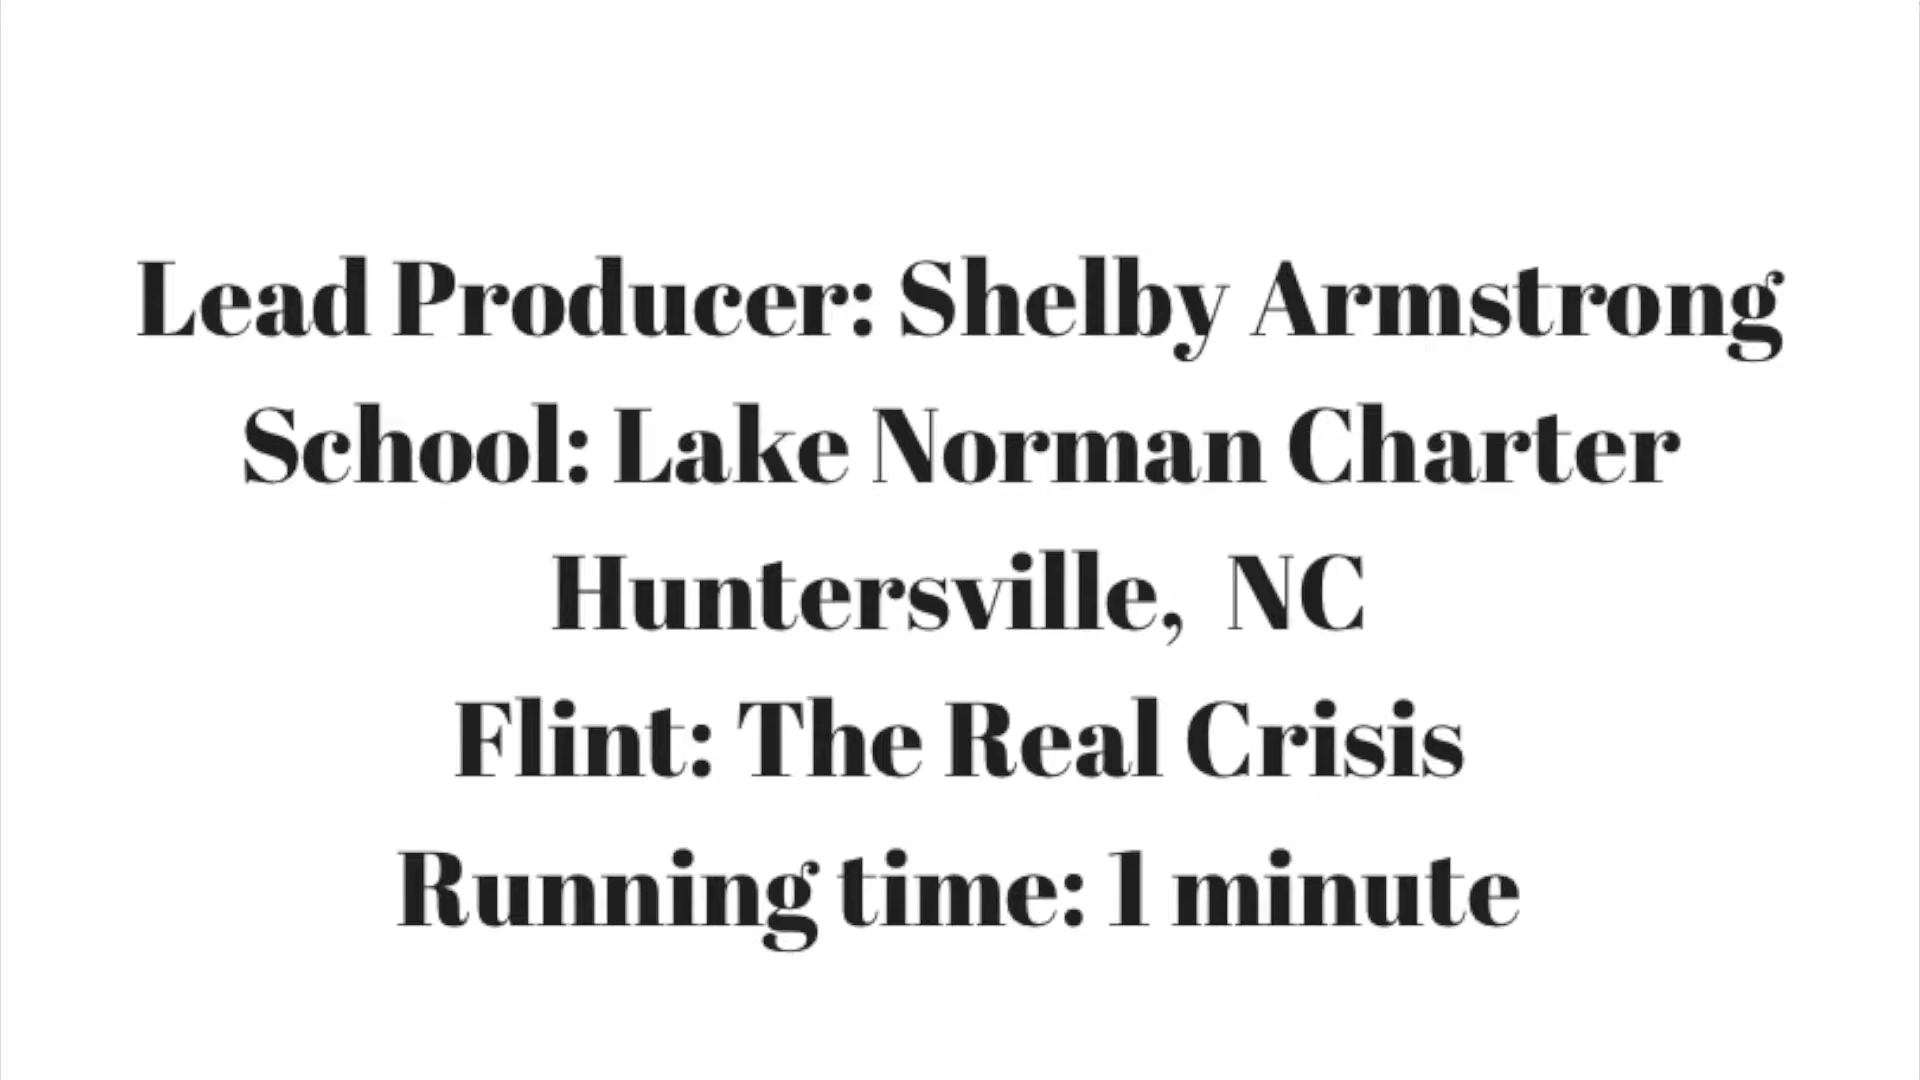 Lead Producer: Shelby Armstrong
School: Lake Norman Charter
Huntersville, NC
Flint: The Real Crisis
Running time: 1 minute